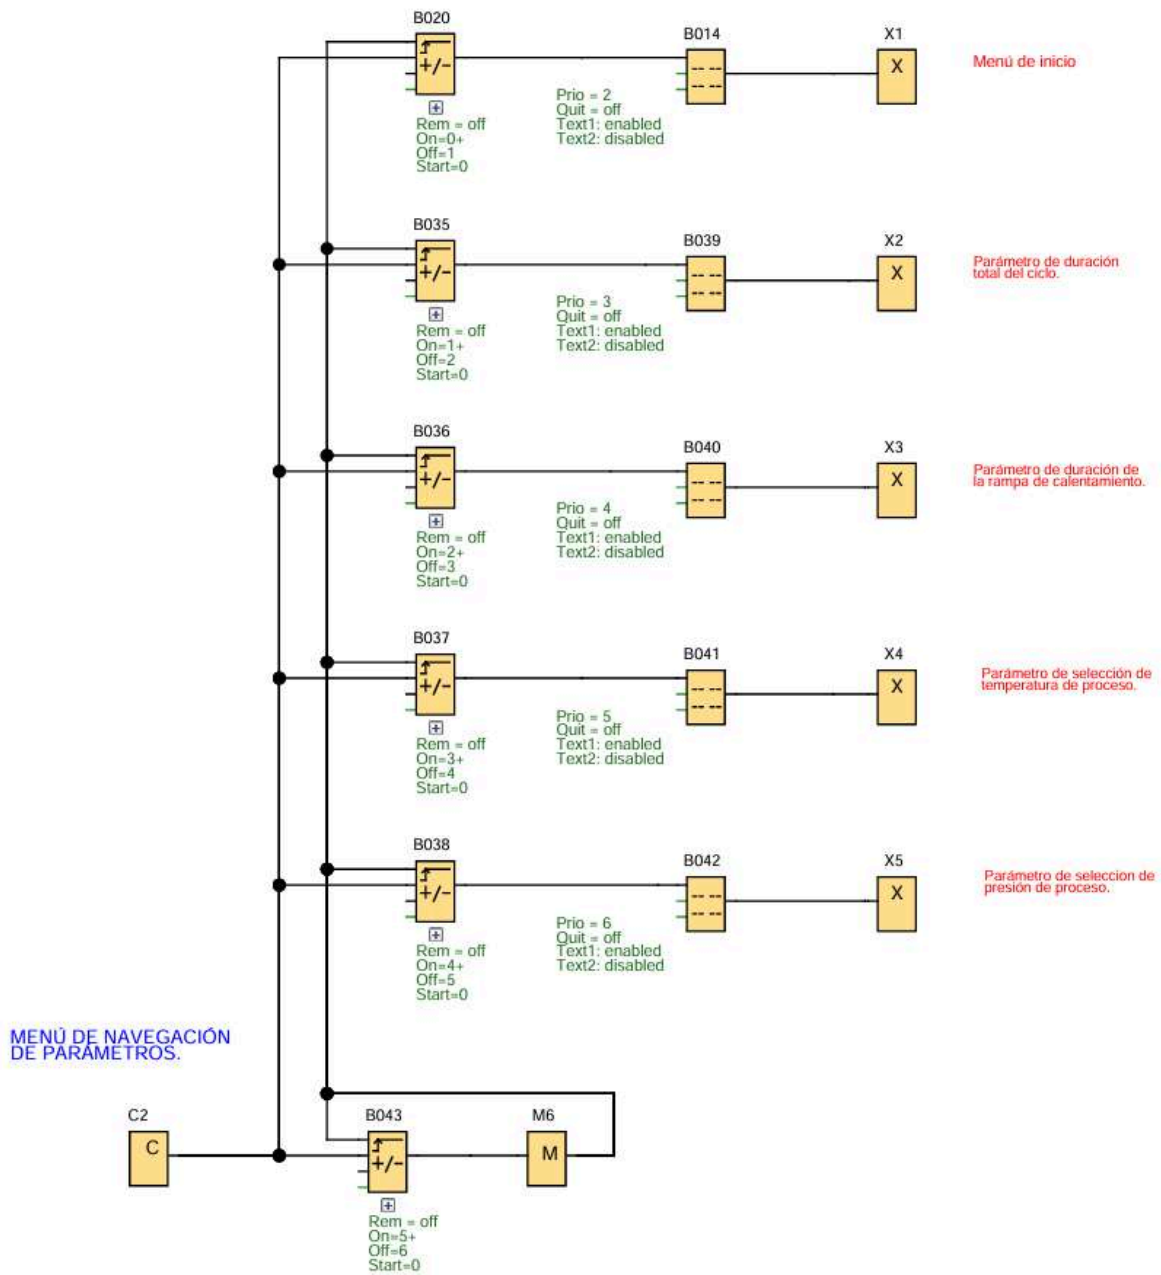 B020
B014
X1
+/-
X
Menú de inicio
Prio = 2
Quit = off
Text1: enabled
Text2: disabled
Rem = off
On=0+
Off=1
Start=0
B035
B039
X2
+/-
X
Parámetro de duración
total del ciclo.
Prio = 3
Quit = off
Text1: enabled
Text2: disabled
Rem = off
On=1+
Off=2
Start=0
B036
B040
X3
+/-
X
Parámetro de duración de
la rampa de calentamiento.
Prio = 4
Quit = off
Text1: enabled
Text2: disabled
Rem = off
On=2+
Off=3
Start=0
B037
B041
X4
+/-
X
Parámetro de selección de
temperatura de proceso.
Prio = 5
Quit = off
Text1: enabled
Text2: disabled
Rem = off
On=3+
Off=4
Start=0
B038
B042
X5
+/-
X
Parámetro de seleccion de
presión de proceso.
Prio = 6
Quit = off
Text1: enabled
Text2: disabled
Rem = off
On=4+
Off=5
Start=0
MENÚ DE NAVEGACIÓN
DE PARÁMETROS.
C2
B043
M6
C
+/-
M
Rem = off
On=5+
Off=6
Start=0